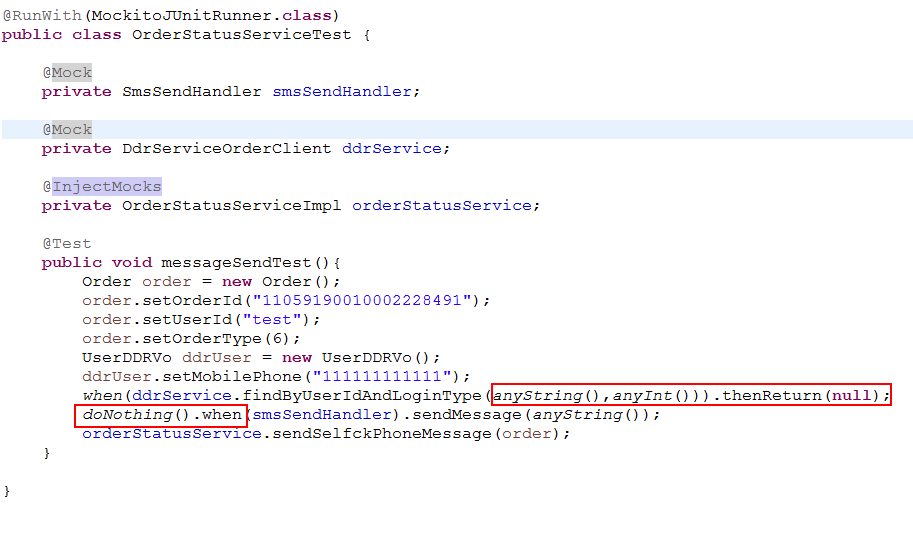 @RunWith(MockitoJUnitRunner.class)
public class OrderStatusServiceTest {
@Mock
private SmsSendHandler smsSendHandler;
@Mock
private DdrServiceOrderClient ddrService;
@InjectMocks
private OrderStatusServiceImpl orderStatusService;
@Test
public void messageSendTest(){
Order order = new Order();
order.setOrderId("11059190010002228491");
order.setUserId("test");
order.setOrderType(6);
UserDDRVo ddrUser = new UserDDRVo();
ddrUser.setMobilePhone("111111111111");
when(ddrService.findByUserIdAndLoginType(anyString(),anyInt())).thenReturn(null);
doNothing().when(smsSendHandler).sendMessage(anyString());
orderStatusService.sendSelfckPhoneMessage(order);
}
}